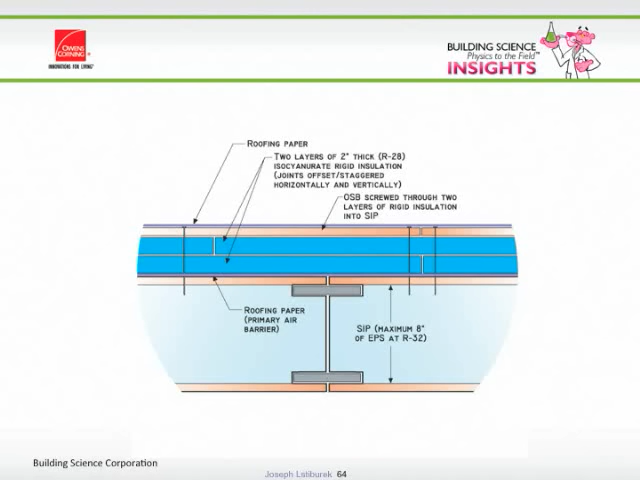 OWENS
CORNING
INNOVATIONS FOR LIVING
BUILDING SCIENCE
Physics to the Field™
INSIGHTS
ROOFING PAPER
TWO LAYERS OF 2" THICK (R-28)
ISOCYANURATE RIGID INSULATION
(JOINTS OFFSET/STAGGERED
HORIZONTALLY AND VERTICALLY)
OSB SCREWED THROUGH TWO
LAYERS OF RIGID INSULATION
INTO SIP
ROOFING PAPER
(PRIMARY AIR
BARRIER)
SIP (MAXIMUM 8"
OF EPS AT R-32)
Building Science Corporation
Joseph Lstiburek 64